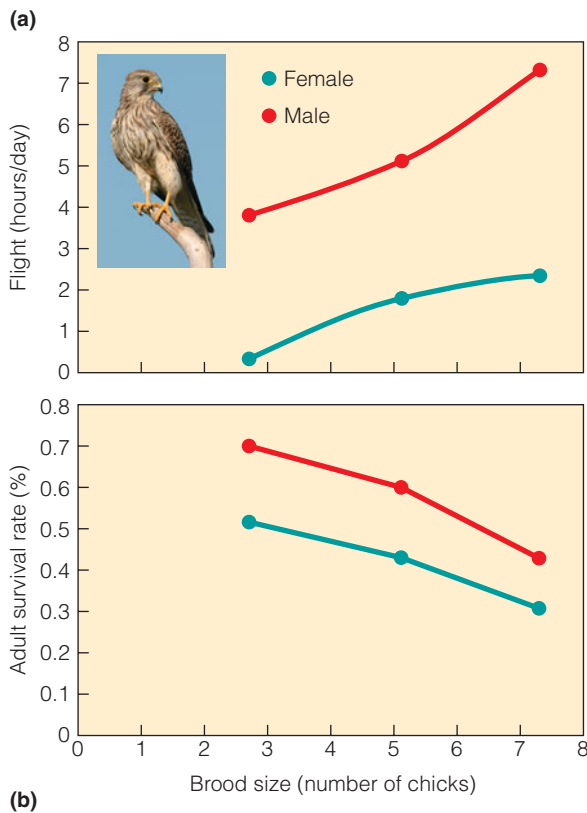 (a)
8
7
6
5
4
3
2
1
0
Flight (hours/day)
Female
Male
0.8
0.7
0.6
0.5
0.4
0.3
0.2
0.1
0
Adult survival rate (%)
0 1 2 3 4 5 6 7 8
Brood size (number of chicks)
(b)